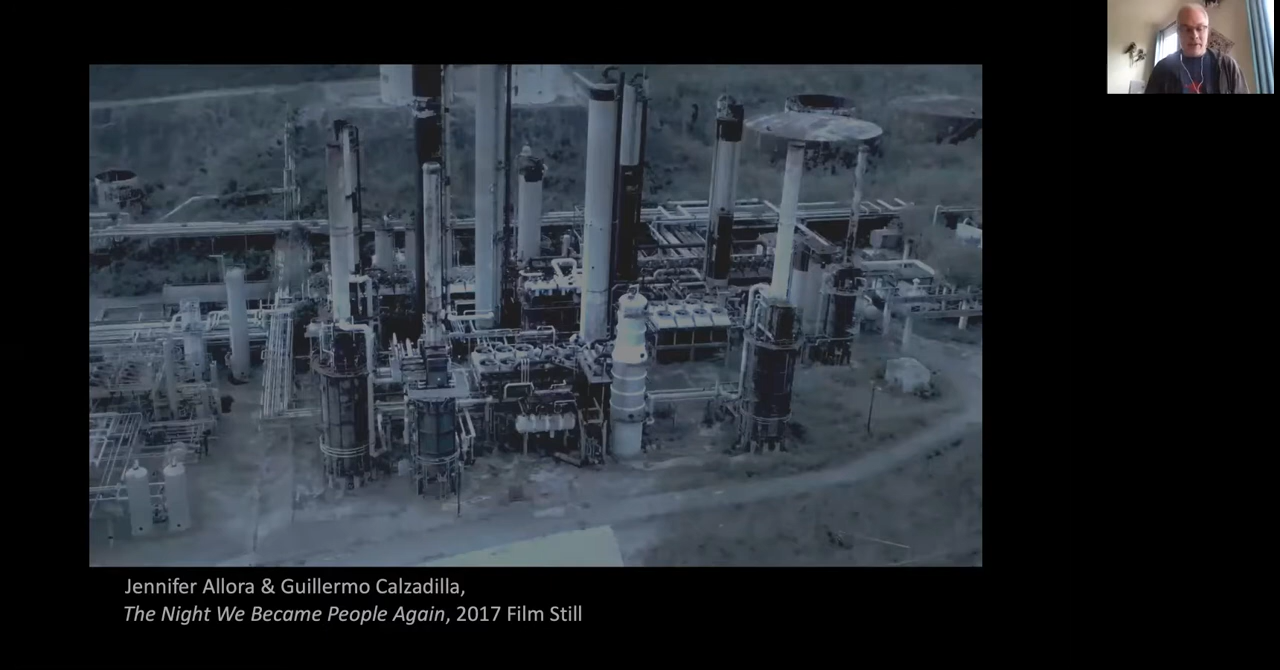 Jennifer Allora & Guillermo Calzadilla,
The Night We Became People Again, 2017 Film Still